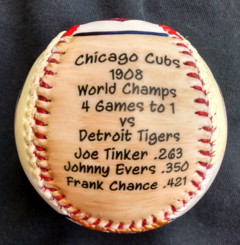 Chicago Cubs
1908
World Champs
4 Games to 1
vs
Detroit Tigers
Joe Tinker .263
Johnny Evers .350
Frank Chance .421